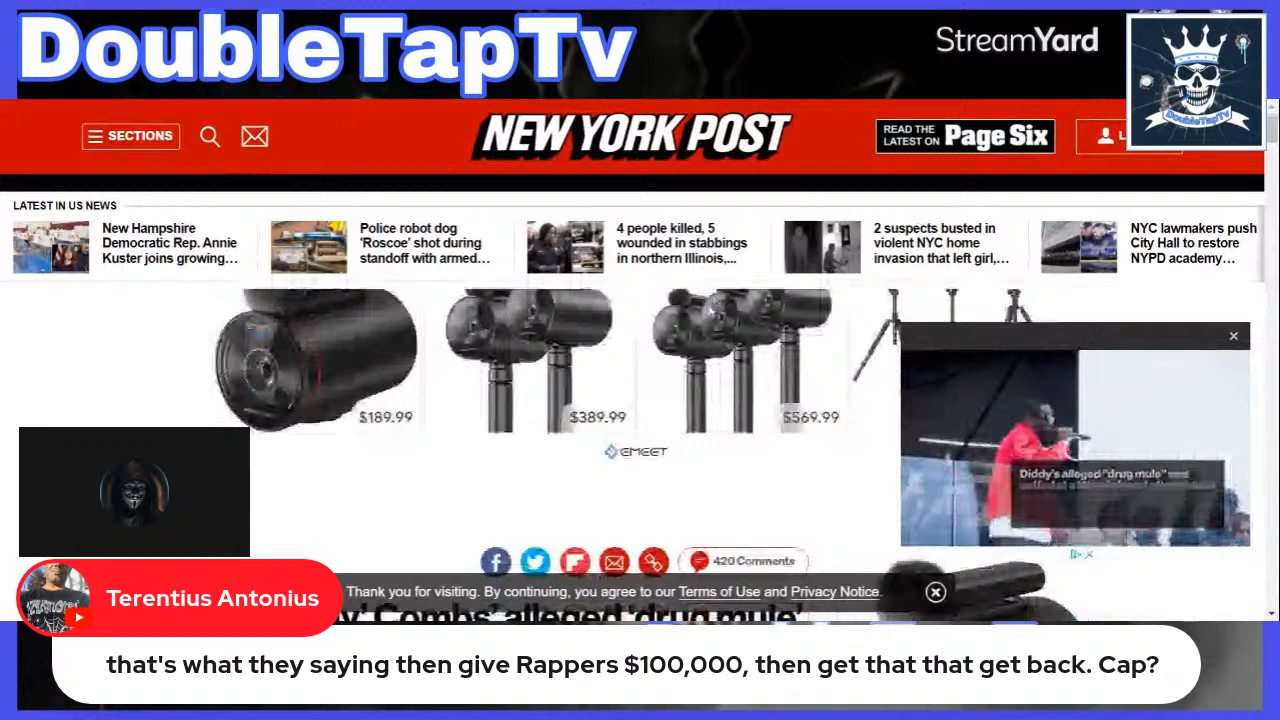 DoubleTapTv
StreamYard
DoubleTapTv
SECTIONS
NEW YORK POST
READ THE
LATEST ON
Page Six
L
LATEST IN US NEWS
New Hampshire
Democratic Rep. Annie
Kuster joins growing…
Police robot dog
'Roscoe' shot during
standoff with armed…
4 people killed, 5
wounded in stabbings
in northern Illinois,...
2 suspects busted in
violent NYC home
invasion that left girl,…
NYC lawmakers push
City Hall to restore
NYPD academy…
$189.99
$389.99
$569.99
EMEET
Diddy's alleged "drug mule"
420 Comments
Thank you for visiting. By continuing, you agree to our Terms of Use and Privacy Notice.
y' Combs' alleged 'drug mule'
Terentius Antonius
that's what they saying then give Rappers $100,000, then get that that get back. Cap?